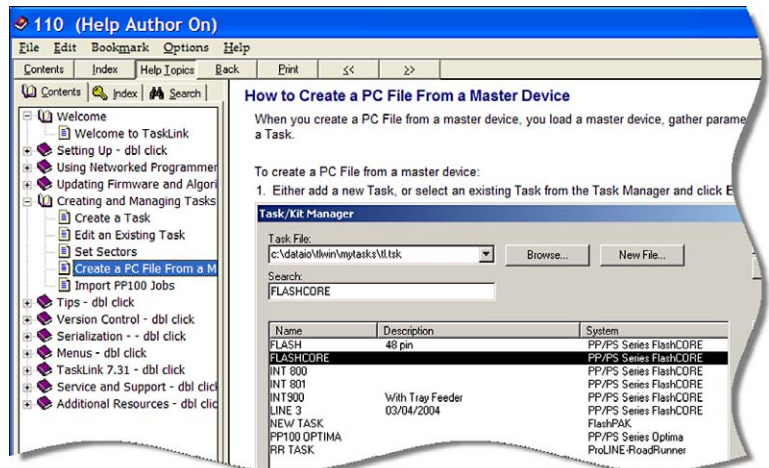 110 (Help Author On)
File Edit Bookmark Options Help
Contents Index Help Topics Back Print << >>
Contents Index Search
Welcome
Welcome to TaskLink
Setting Up - dbl click
Using Networked Programmer
Updating Firmware and Algori
Creating and Managing Tasks
Create a Task
Edit an Existing Task
Set Sectors
Create a PC File From a M
Import PP100 Jobs
Tips - dbl click
Version Control - dbl click
Serialization - - dbl click
Menus - dbl click
TaskLink 7.31 - dbl click
Service and Support - dbl click
Additional Resources - dbl clic
How to Create a PC File From a Master Device
When you create a PC File from a master device, you load a master device, gather parame
a Task.
To create a PC File from a master device:
1. Either add a new Task, or select an existing Task from the Task Manager and click E
Task/Kit Manager
Task File:
c:\dataio\tlwin\mytasks\tl.tsk Browse... New File...
Search:
FLASHCORE
Name Description System
FLASH 48 pin PP/PS Series FlashCORE
FLASHCORE PP/PS Series FlashCORE
INT 800 PP/PS Series FlashCORE
INT 801 PP/PS Series FlashCORE
INT900 With Tray Feeder PP/PS Series FlashCORE
LINE 3 03/04/2004 PP/PS Series FlashCORE
NEW TASK FlashPAK
PP100 OPTIMA PP/PS Series Optima
RR TASK ProLINE-RoadRunner